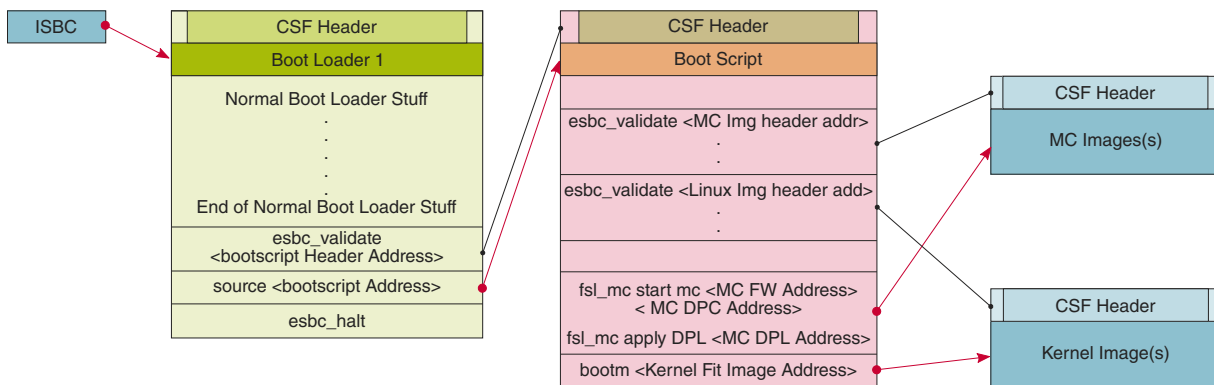 ISBC
CSF Header
Boot Loader 1
Normal Boot Loader Stuff
.
.
.
.
.
End of Normal Boot Loader Stuff
esbc_validate
<bootscript Header Address>
source <bootscript Address>
esbc_halt
CSF Header
Boot Script
esbc_validate <MC Img header addr>
.
.
esbc_validate <Linux Img header add>
.
.
fsl_mc start mc <MC FW Address>
< MC DPC Address>
fsl_mc apply DPL <MC DPL Address>
bootm <Kernel Fit Image Address>
CSF Header
MC Images(s)
CSF Header
Kernel Image(s)